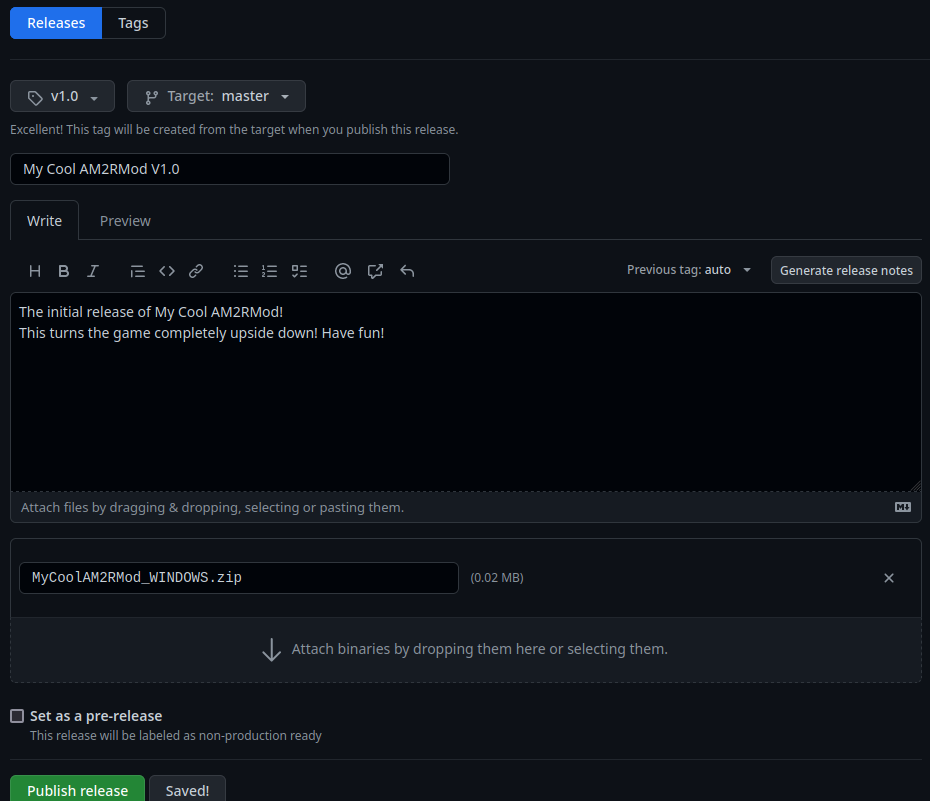 Releases Tags
v1.0 Target: master
Excellent! This tag will be created from the target when you publish this release.
My Cool AM2RMod V1.0
Write Preview
H B I <> @ Previous tag: auto Generate release notes
The initial release of My Cool AM2RMod!
This turns the game completely upside down! Have fun!
Attach files by dragging & dropping, selecting or pasting them.
MyCoolAM2RMod_WINDOWS.zip (0.02 MB)
Attach binaries by dropping them here or selecting them.
Set as a pre-release
This release will be labeled as non-production ready
Publish release Saved!